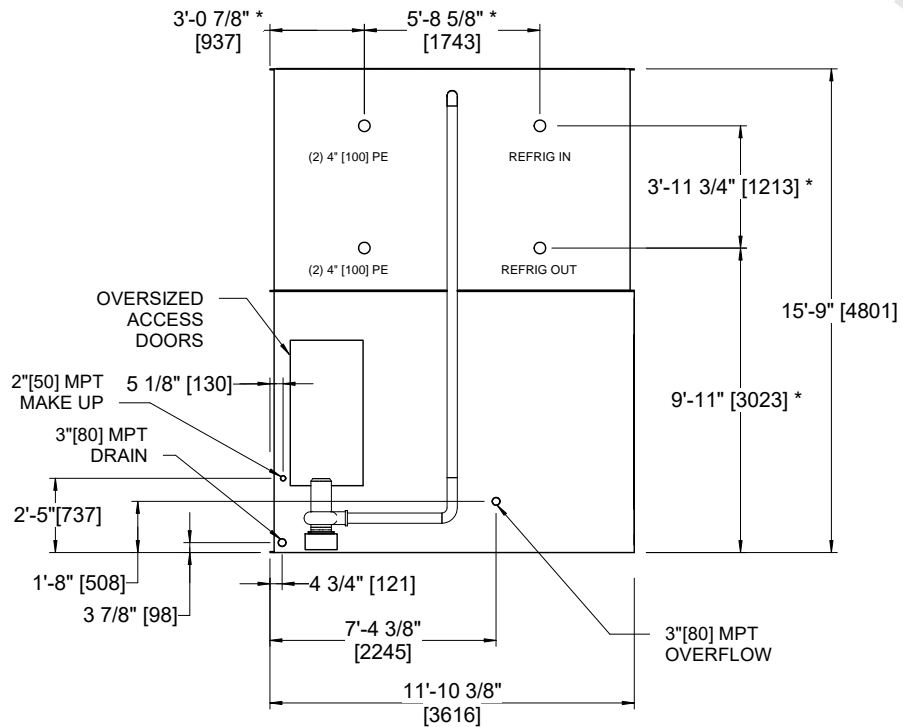 3'-0 7/8" *
[937]
5'-8 5/8" *
[1743]
(2) 4" [100] PE
REFRIG IN
3'-11 3/4" [1213] *
(2) 4" [100] PE
REFRIG OUT
OVERSIZED
ACCESS
DOORS
15'-9" [4801]
2"[50] MPT
MAKE UP
5 1/8" [130]
9'-11" [3023] *
3"[80] MPT
DRAIN
2'-5"[737]
1'-8" [508]
4 3/4" [121]
3 7/8" [98]
7'-4 3/8"
[2245]
3"[80] MPT
OVERFLOW
11'-10 3/8"
[3616]